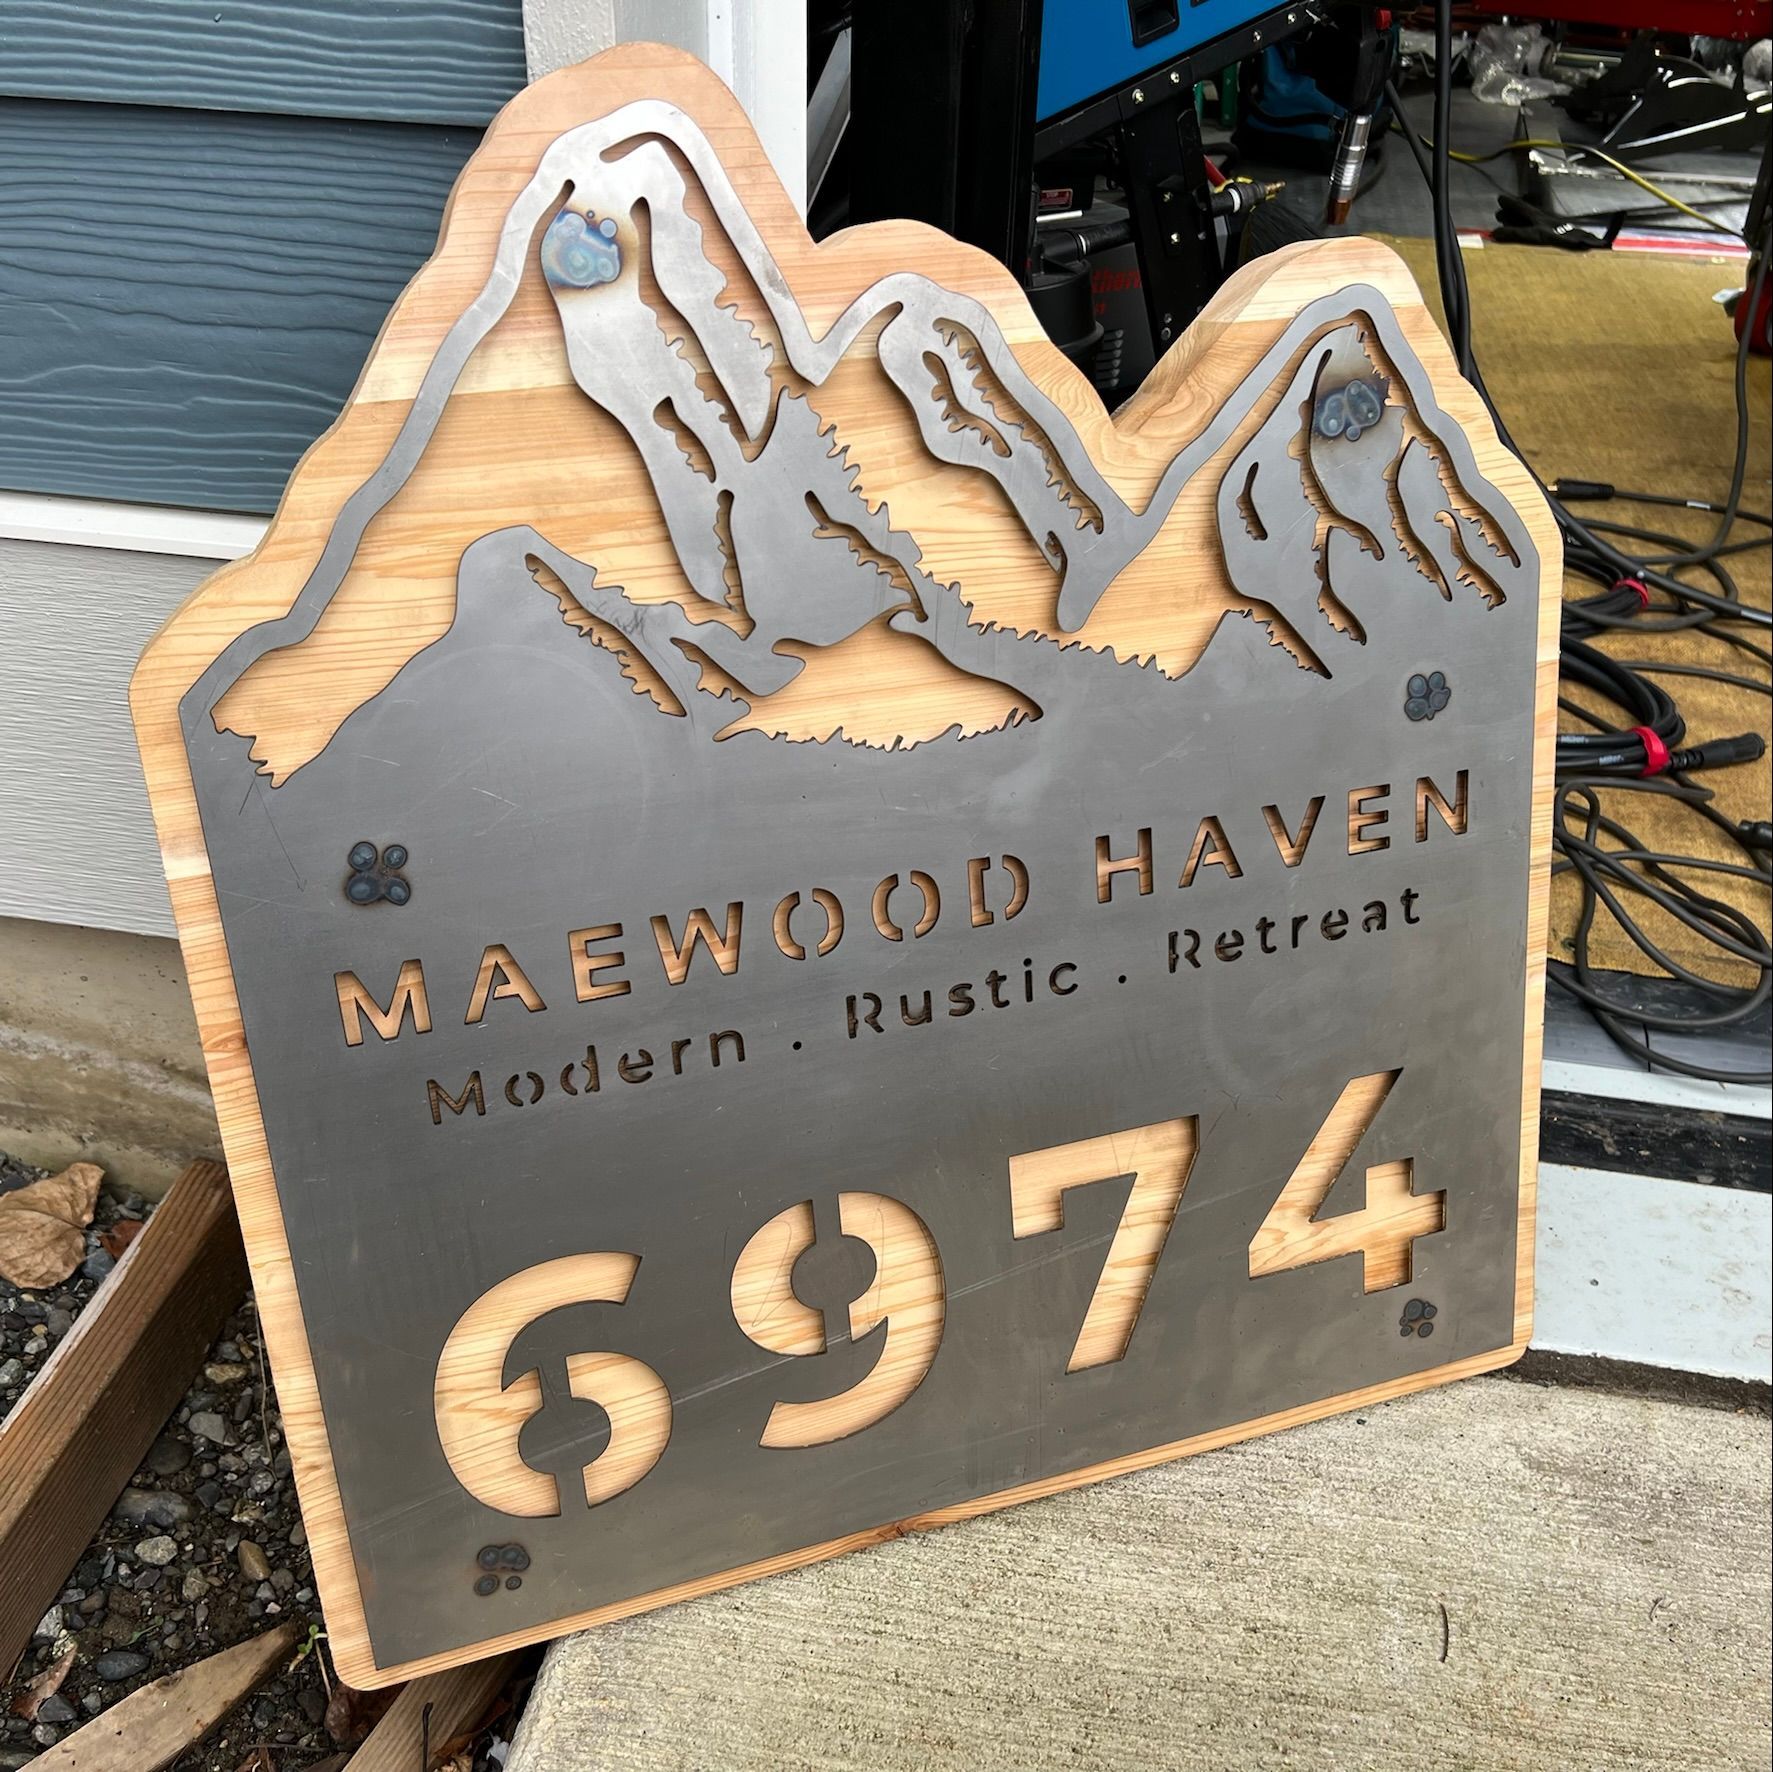 MAEWOOD HAVEN
Modern . Rustic . Retreat
6974